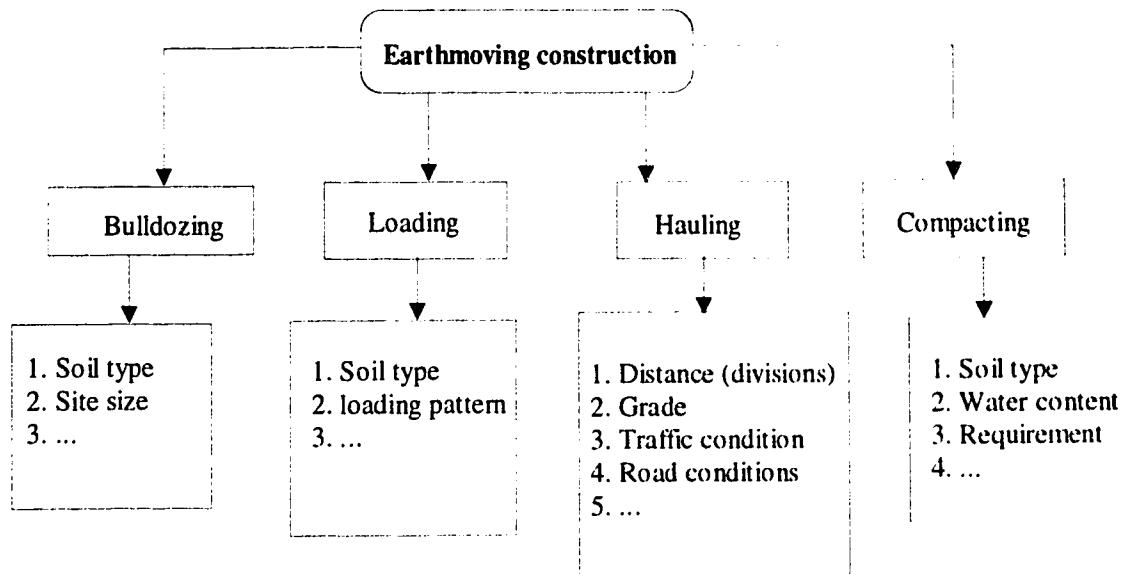 Earthmoving construction
Bulldozing
Loading
Hauling
Compacting
1. Soil type
2. Site size
3. ...
1. Soil type
2. loading pattern
3. ...
1. Distance (divisions)
2. Grade
3. Traffic condition
4. Road conditions
5. ...
1. Soil type
2. Water content
3. Requirement
4. ...